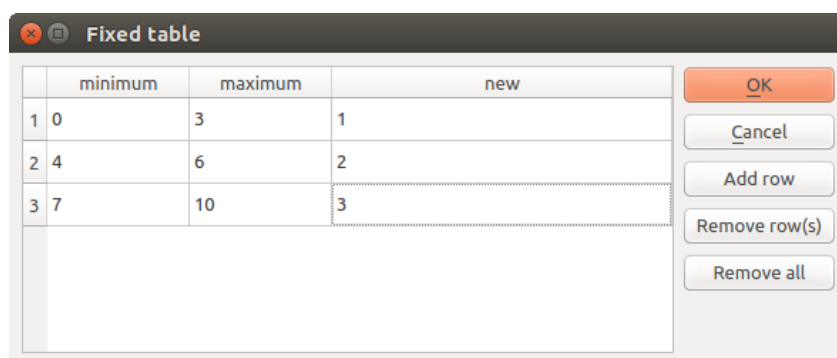 Fixed table
minimum maximum new
1 0 3 1
2 4 6 2
3 7 10 3
OK
Cancel
Add row
Remove row(s)
Remove all